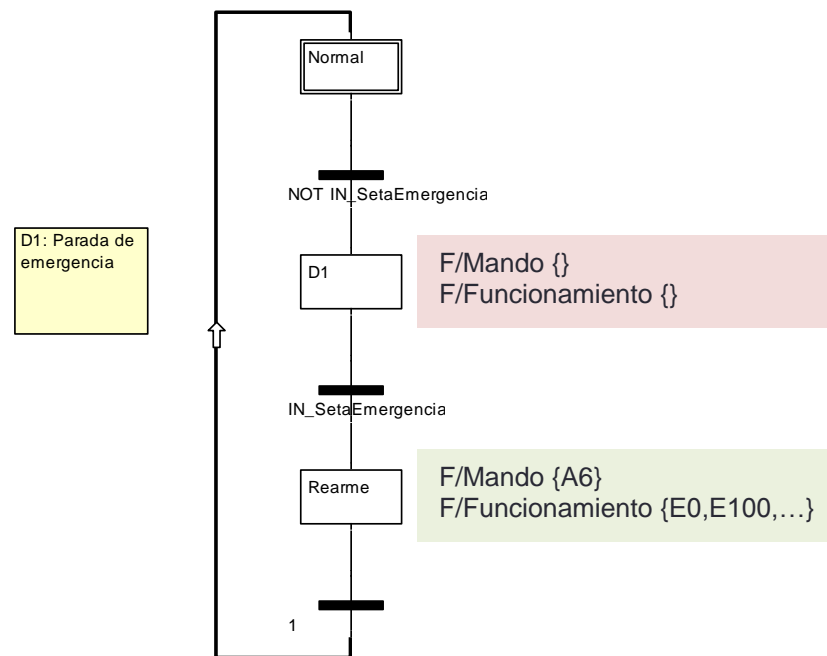 Normal
NOT IN_SetaEmergencia
D1: Parada de
emergencia
D1
F/Mando {}
F/Funcionamiento {}
IN_SetaEmergencia
Rearme
F/Mando {A6}
F/Funcionamiento {E0,E100,…}
1